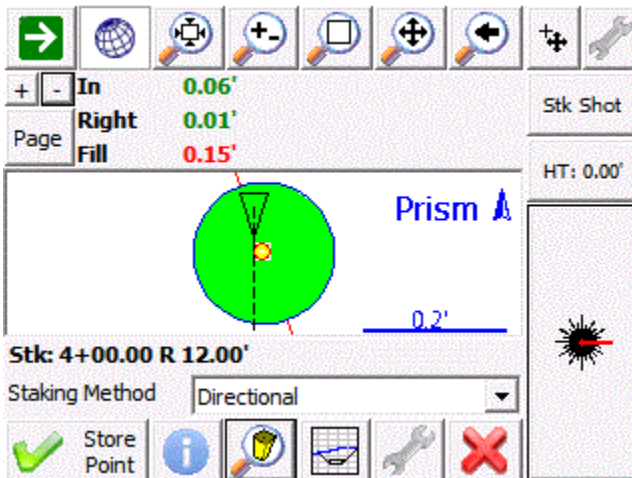 + - In 0.06'
Right 0.01'
Page
Fill 0.15'
Stk Shot
HT: 0.00'
Prism
0.2'
Stk: 4+00.00 R 12.00'
Staking Method Directional
Store
Point